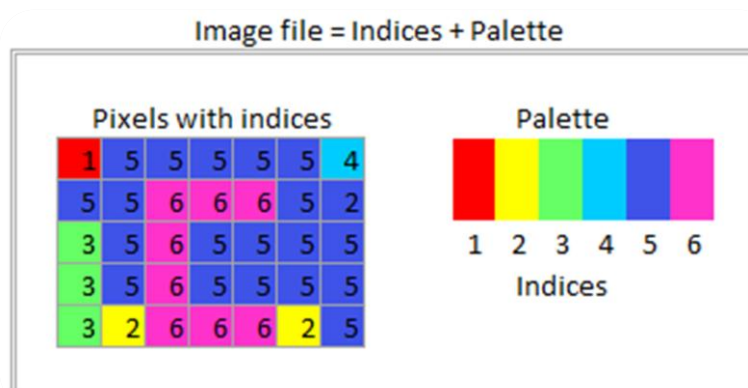 Image file = Indices + Palette
Pixels with indices
1 5 5 5 5 5 4
5 5 6 6 6 5 2
3 5 6 5 5 5 5
3 5 6 5 5 5 5
3 2 6 6 6 2 5
Palette
1 2 3 4 5 6
Indices